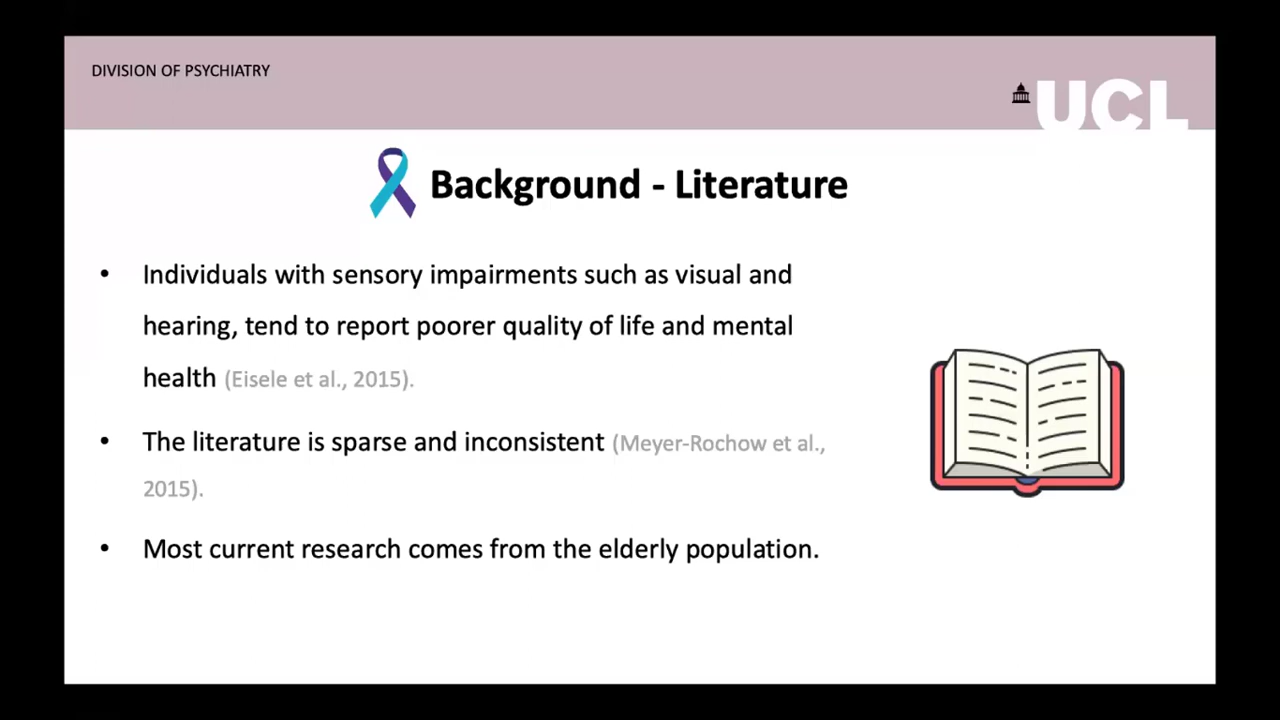 DIVISION OF PSYCHIATRY
UCL
Background - Literature
• Individuals with sensory impairments such as visual and
hearing, tend to report poorer quality of life and mental
health (Eisele et al., 2015).
• The literature is sparse and inconsistent (Meyer-Rochow et al.,
2015).
• Most current research comes from the elderly population.